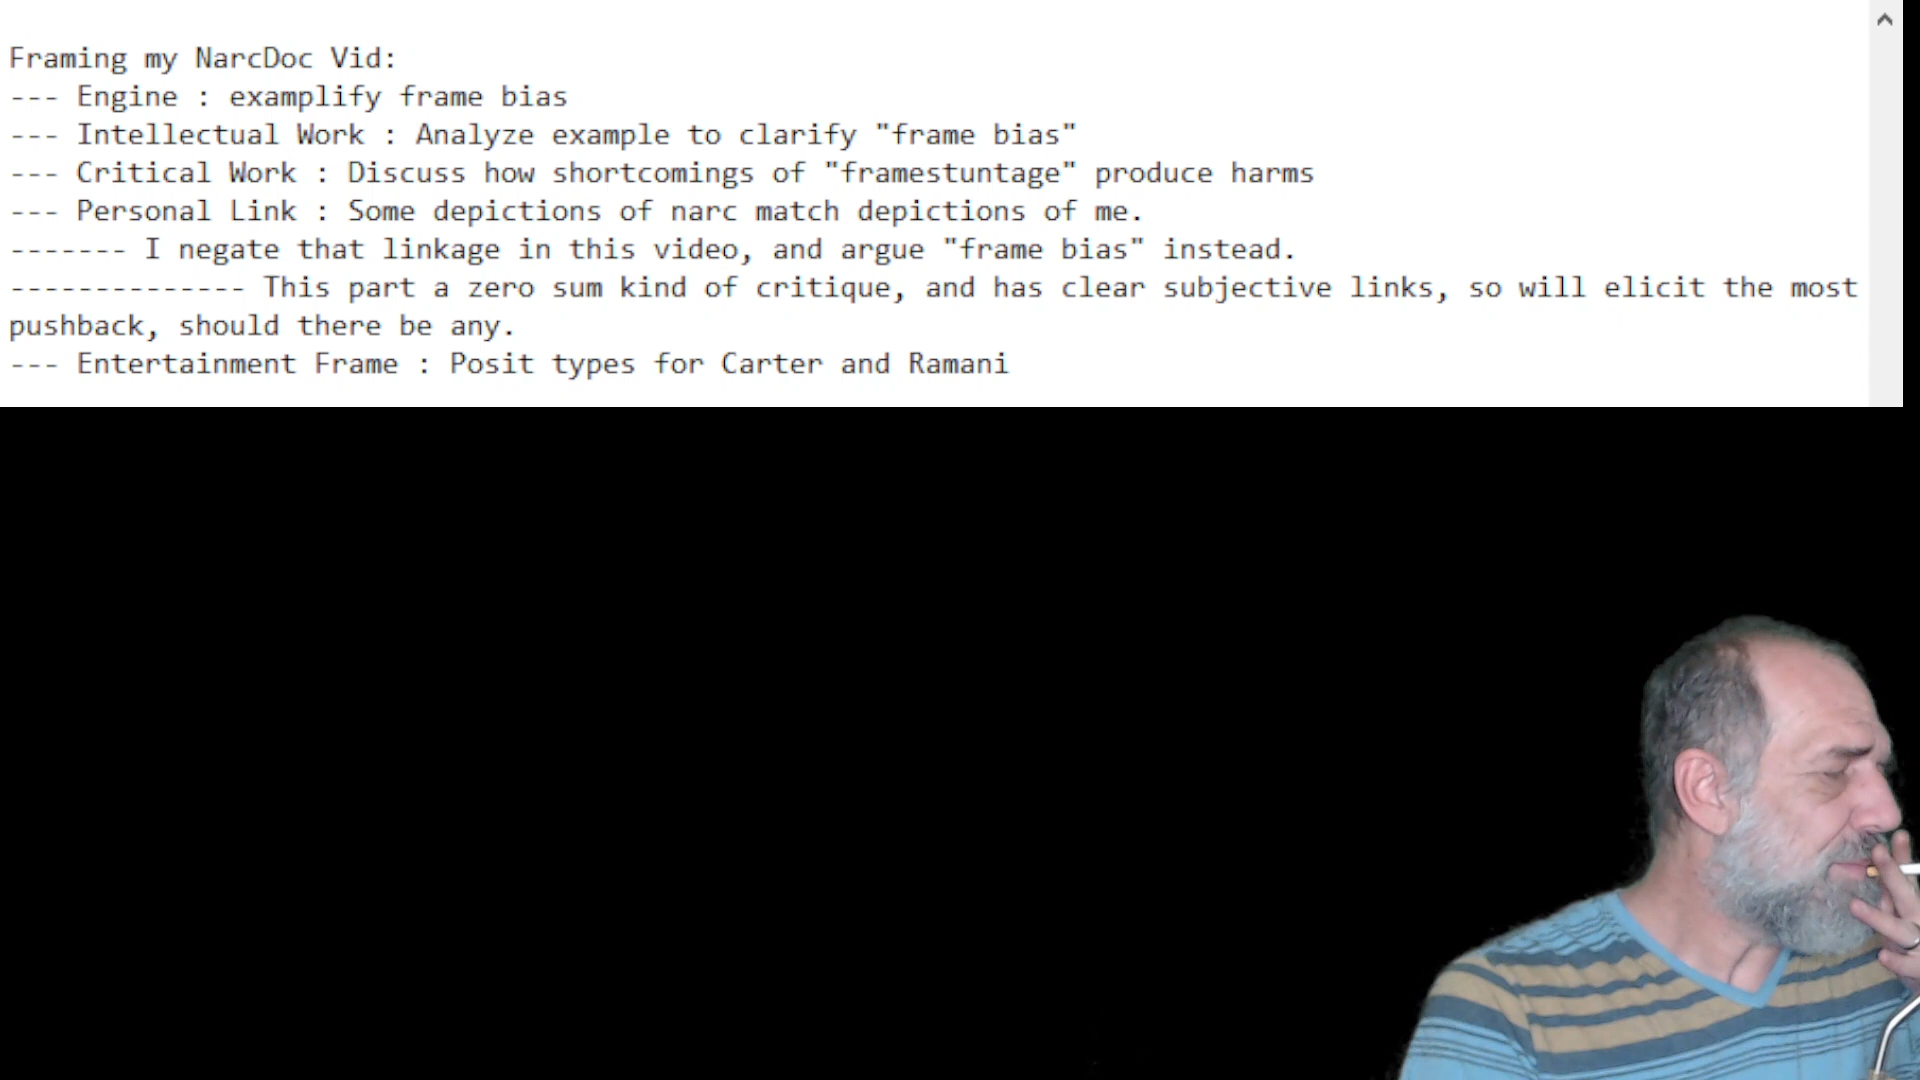 Framing my NarcDoc Vid:
--- Engine : examplify frame bias
--- Intellectual Work : Analyze example to clarify "frame bias"
--- Critical Work : Discuss how shortcomings of "framestuntage" produce harms
--- Personal Link : Some depictions of narc match depictions of me.
------- I negate that linkage in this video, and argue "frame bias" instead.
-------------- This part a zero sum kind of critique, and has clear subjective links, so will elicit the most
pushback, should there be any.
--- Entertainment Frame : Posit types for Carter and Ramani